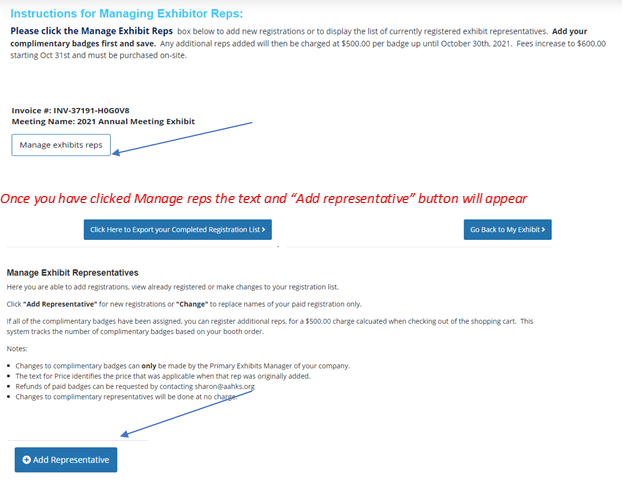 Instructions for Managing Exhibitor Reps:
Please click the Manage Exhibit Reps box below to add new registrations or to display the list of currently registered exhibit representatives. Add your
complimentary badges first and save. Any additional reps added will then be charged at $500.00 per badge up until October 30th, 2021. Fees increase to $600.00
starting Oct 31st and must be purchased on-site.
Invoice #: INV-37191-H0G0V8
Meeting Name: 2021 Annual Meeting Exhibit
Manage exhibits reps
Once you have clicked Manage reps the text and “Add representative” button will appear
Click Here to Export your Completed Registration List >
Go Back to My Exhibit >
Manage Exhibit Representatives
Here you are able to add registrations, view already registered or make changes to your registration list.
Click "Add Representative" for new registrations or "Change" to replace names of your paid registration only.
If all of the complimentary badges have been assigned, you can register additional reps, for a $500.00 charge calcuated when checking out of the shopping cart. This
system tracks the number of complimentary badges based on your booth order.
Notes:
▪ Changes to complimentary badges can only be made by the Primary Exhibits Manager of your company.
▪ The text for Price identifies the price that was applicable when that rep was originally added.
▪ Refunds of paid badges can be requested by contacting sharon@aahks.org
▪ Changes to complimentary representatives will be done at no charge.
Add Representative